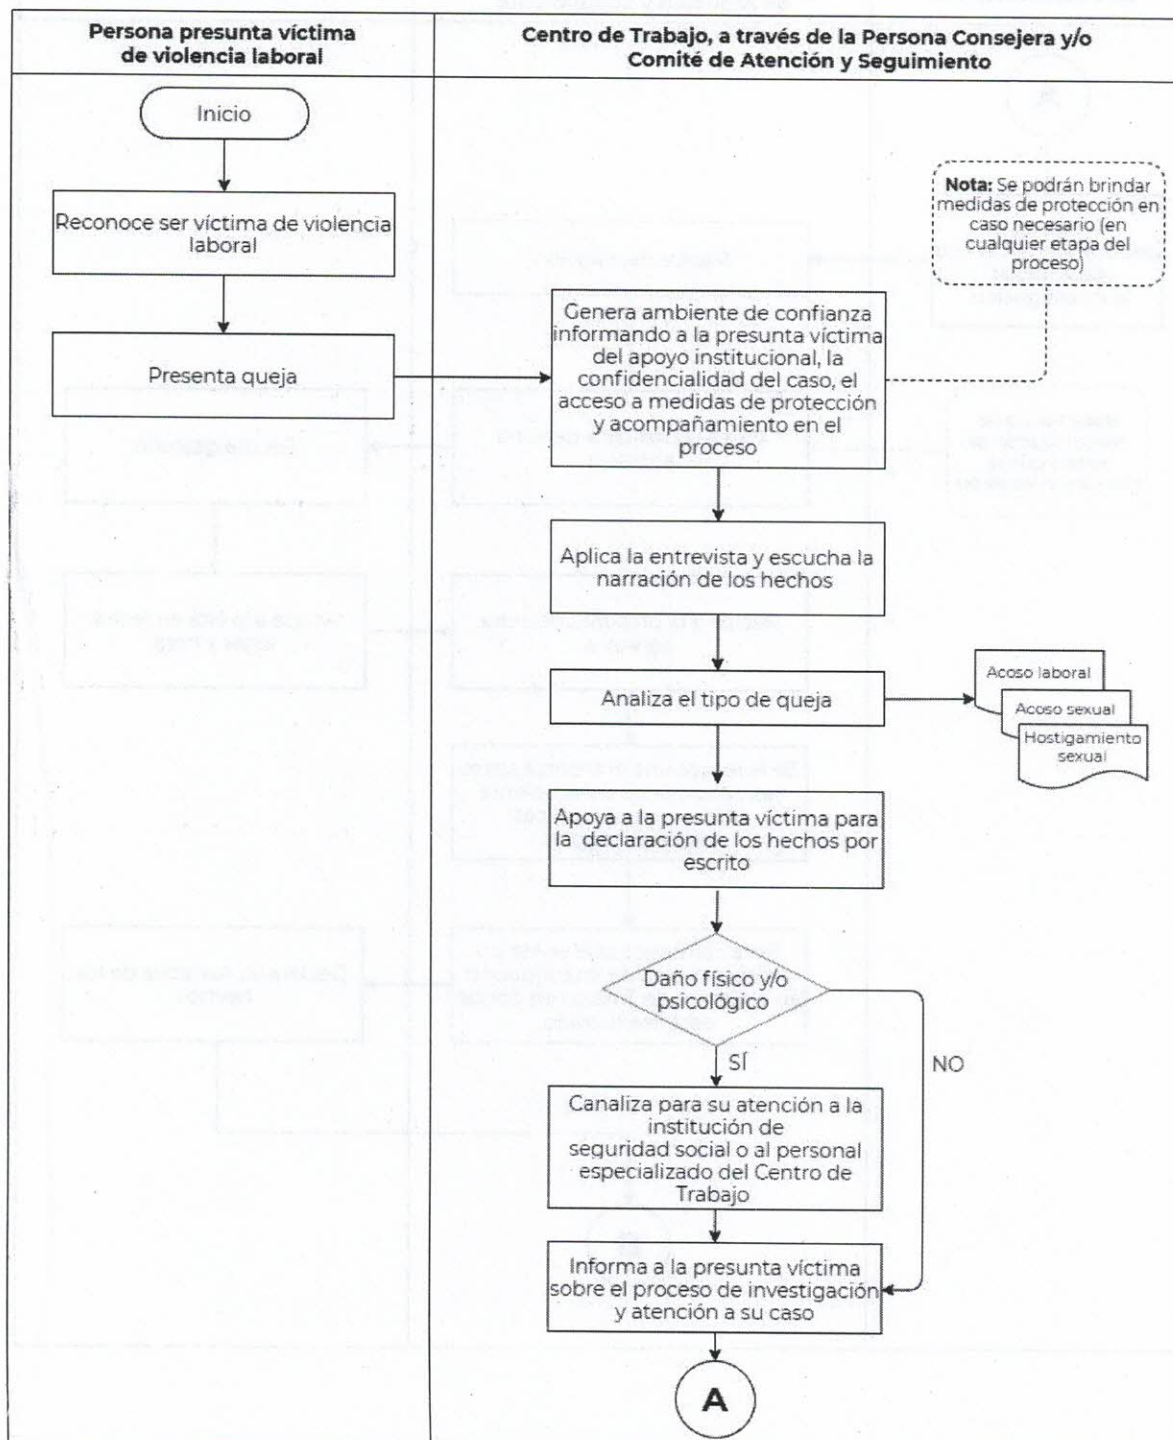 Persona presunta víctima
de violencia laboral
Centro de Trabajo, a través de la Persona Consejera y/o
Comité de Atención y Seguimiento
Inicio
Reconoce ser víctima de violencia
laboral
Presenta queja
Nota: Se podrán brindar
medidas de protección en
caso necesario (en
cualquier etapa del
proceso)
Genera ambiente de confianza
informando a la presunta víctima
del apoyo institucional, la
confidencialidad del caso, el
acceso a medidas de protección
y acompañamiento en el
proceso
Aplica la entrevista y escucha la
narración de los hechos
Analiza el tipo de queja
Acoso laboral
Acoso sexual
Hostigamiento
sexual
Apoya a la presunta víctima para
la declaración de los hechos por
escrito
Daño físico y/o
psicológico
SÍ
NO
Canaliza para su atención a la
institución de
seguridad social o al personal
especializado del Centro de
Trabajo
Informa a la presunta víctima
sobre el proceso de investigación
y atención a su caso
A